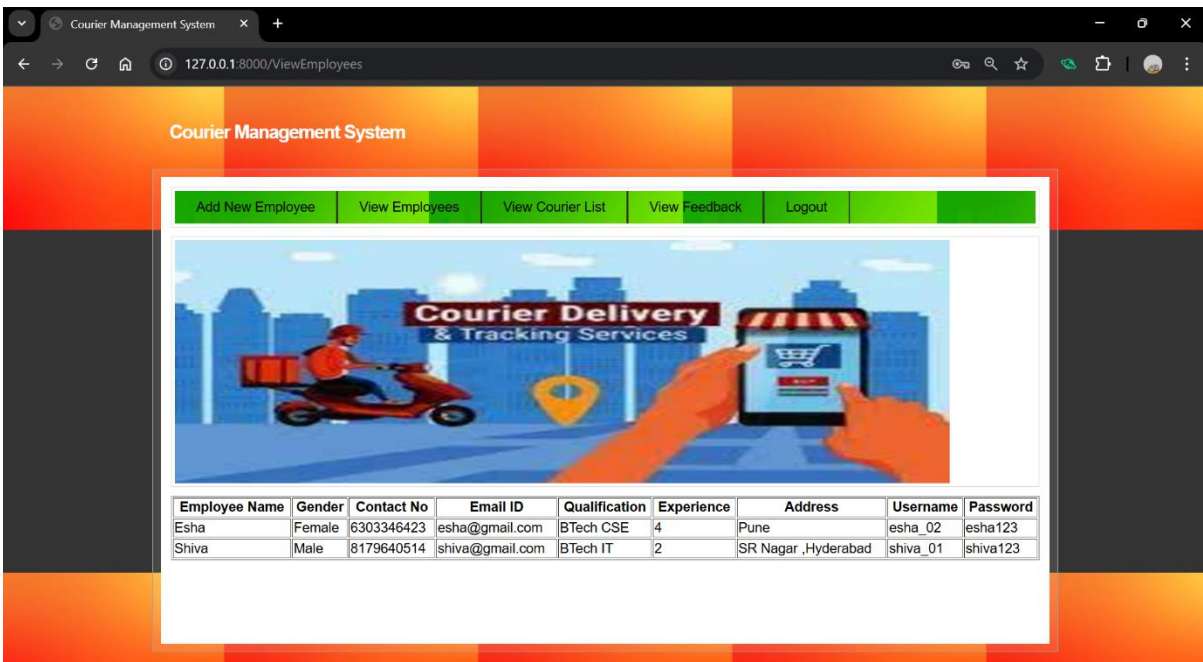 Courier Management System
127.0.0.1:8000/ViewEmployees
Courier Management System
Add New Employee View Employees View Courier List View Feedback Logout
Courier Delivery
& Tracking Services
Employee Name Gender Contact No Email ID Qualification Experience Address Username Password
Esha Female 6303346423 esha@gmail.com BTech CSE 4 Pune esha_02 esha123
Shiva Male 8179640514 shiva@gmail.com BTech IT 2 SR Nagar ,Hyderabad shiva_01 shiva123